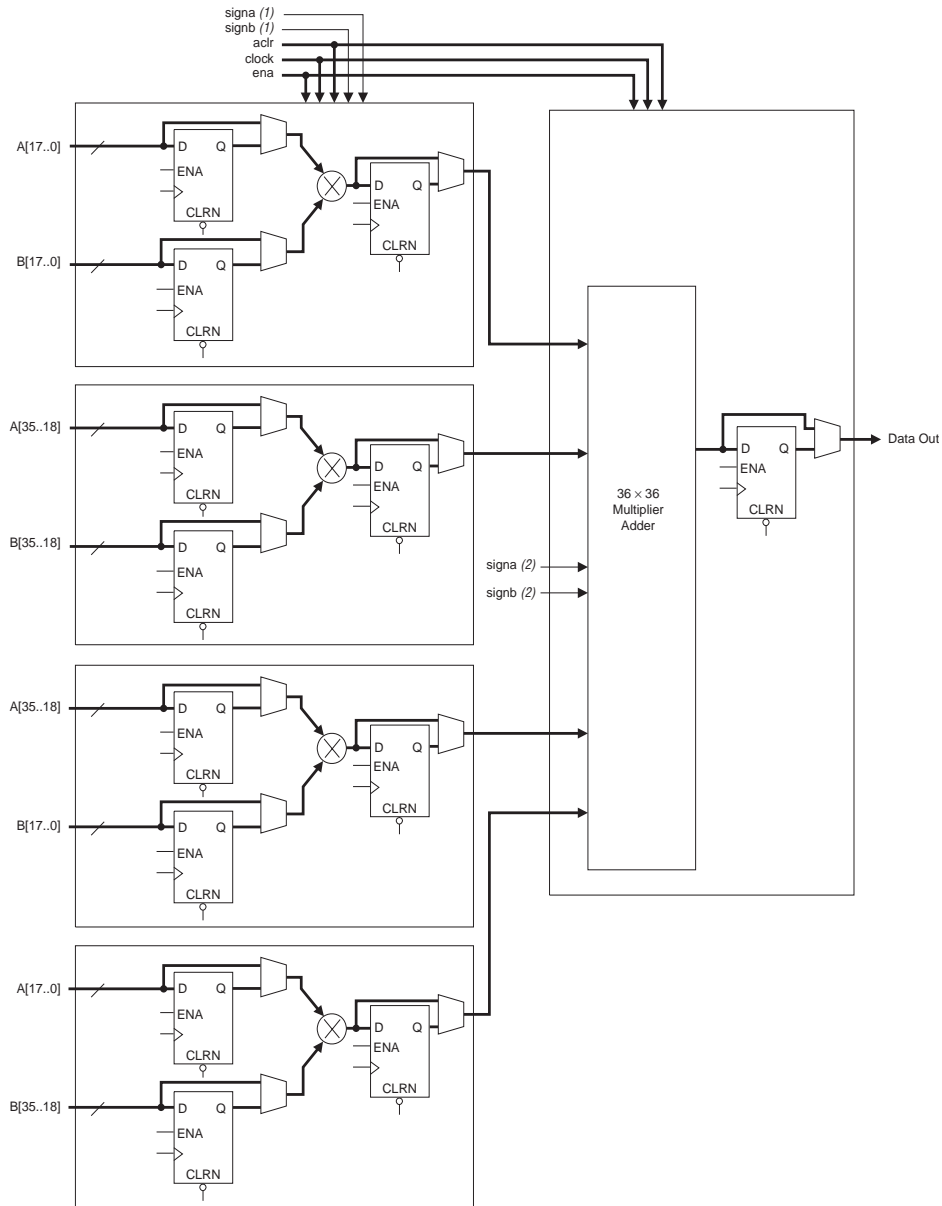 signa (1)
signb (1)
aclr
clock
ena
A[17..0]
D Q
ENA
CLRN
D Q
ENA
CLRN
B[17..0]
D Q
ENA
CLRN
A[35..18]
D Q
ENA
CLRN
D Q
ENA
CLRN
B[35..18]
D Q
ENA
CLRN
A[35..18]
D Q
ENA
CLRN
D Q
ENA
CLRN
B[17..0]
D Q
ENA
CLRN
A[17..0]
D Q
ENA
CLRN
D Q
ENA
CLRN
B[35..18]
D Q
ENA
CLRN
36 × 36
Multiplier
Adder
signa (2)
signb (2)
D Q
ENA
CLRN
Data Out